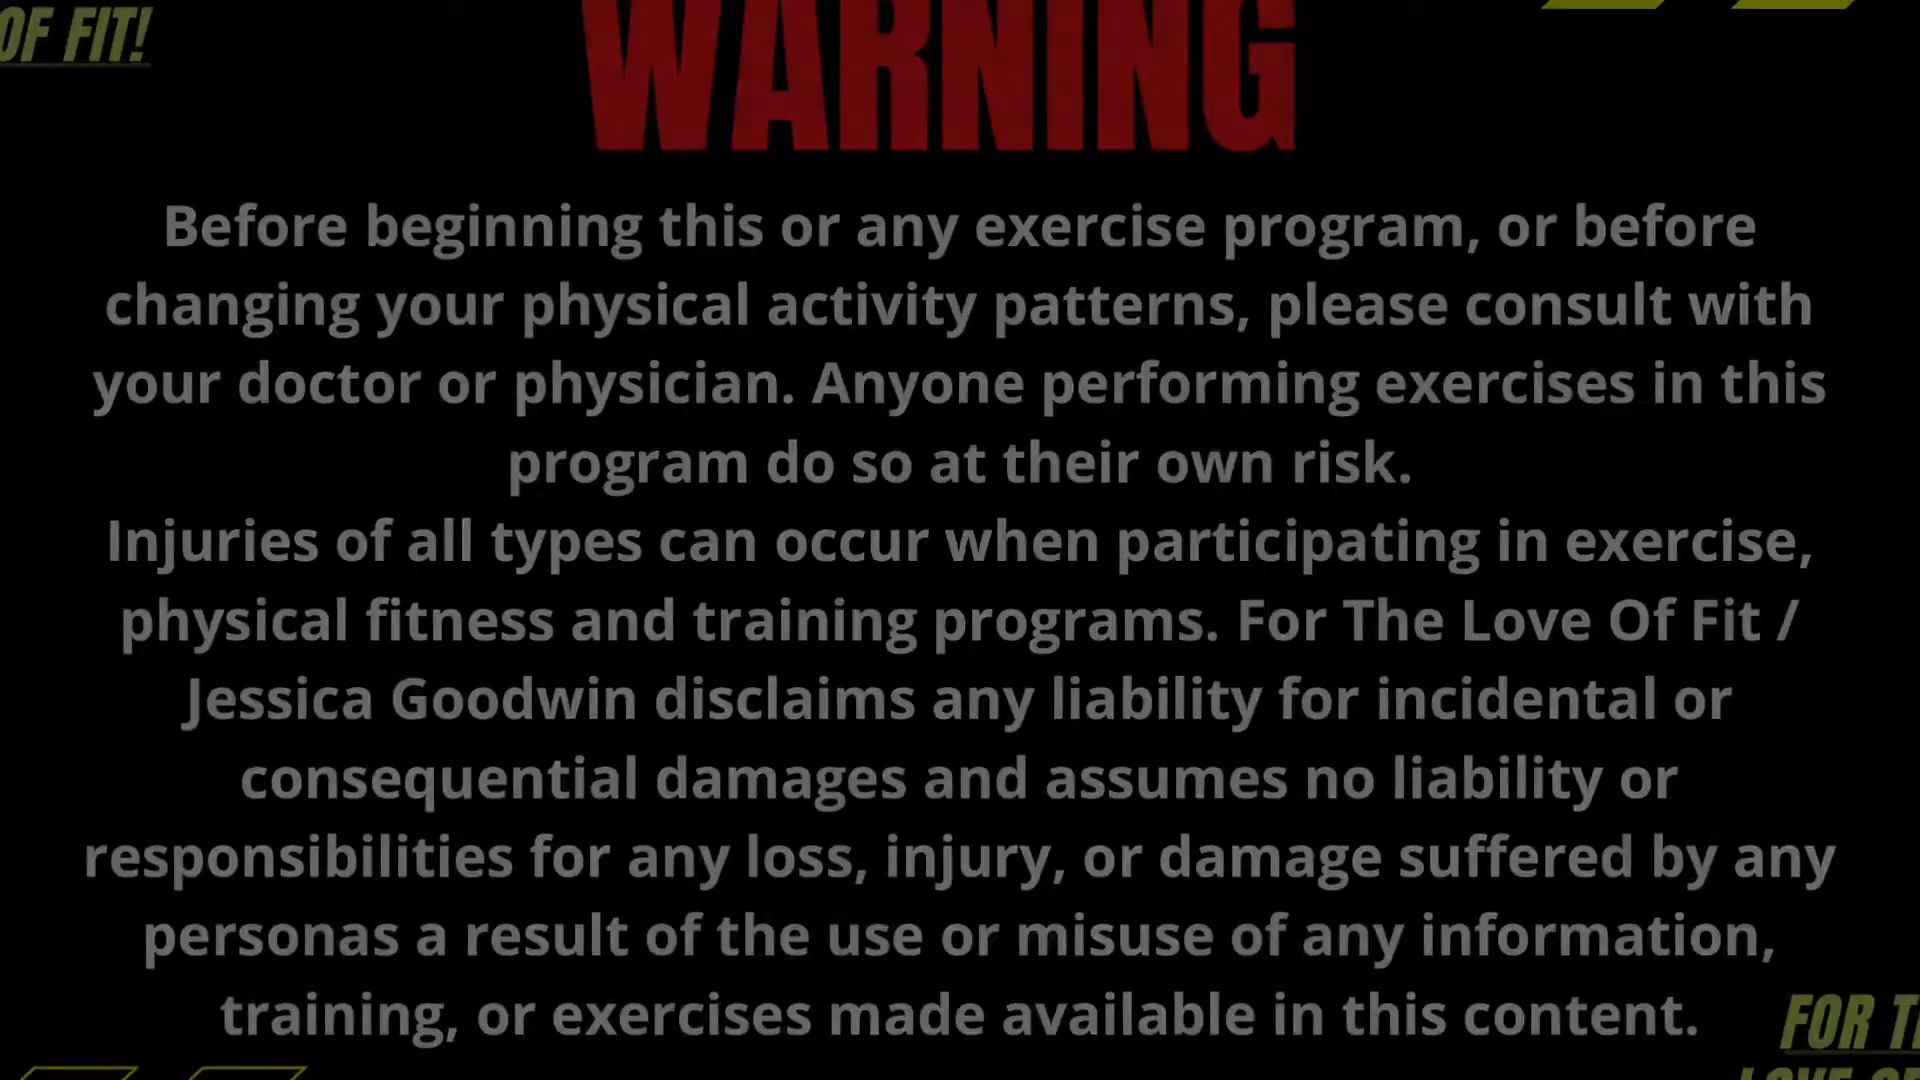 OF FIT!
WARNING
Before beginning this or any exercise program, or before
changing your physical activity patterns, please consult with
your doctor or physician. Anyone performing exercises in this
program do so at their own risk.
Injuries of all types can occur when participating in exercise,
physical fitness and training programs. For The Love Of Fit /
Jessica Goodwin disclaims any liability for incidental or
consequential damages and assumes no liability or
responsibilities for any loss, injury, or damage suffered by any
personas a result of the use or misuse of any information,
training, or exercises made available in this content.
FOR